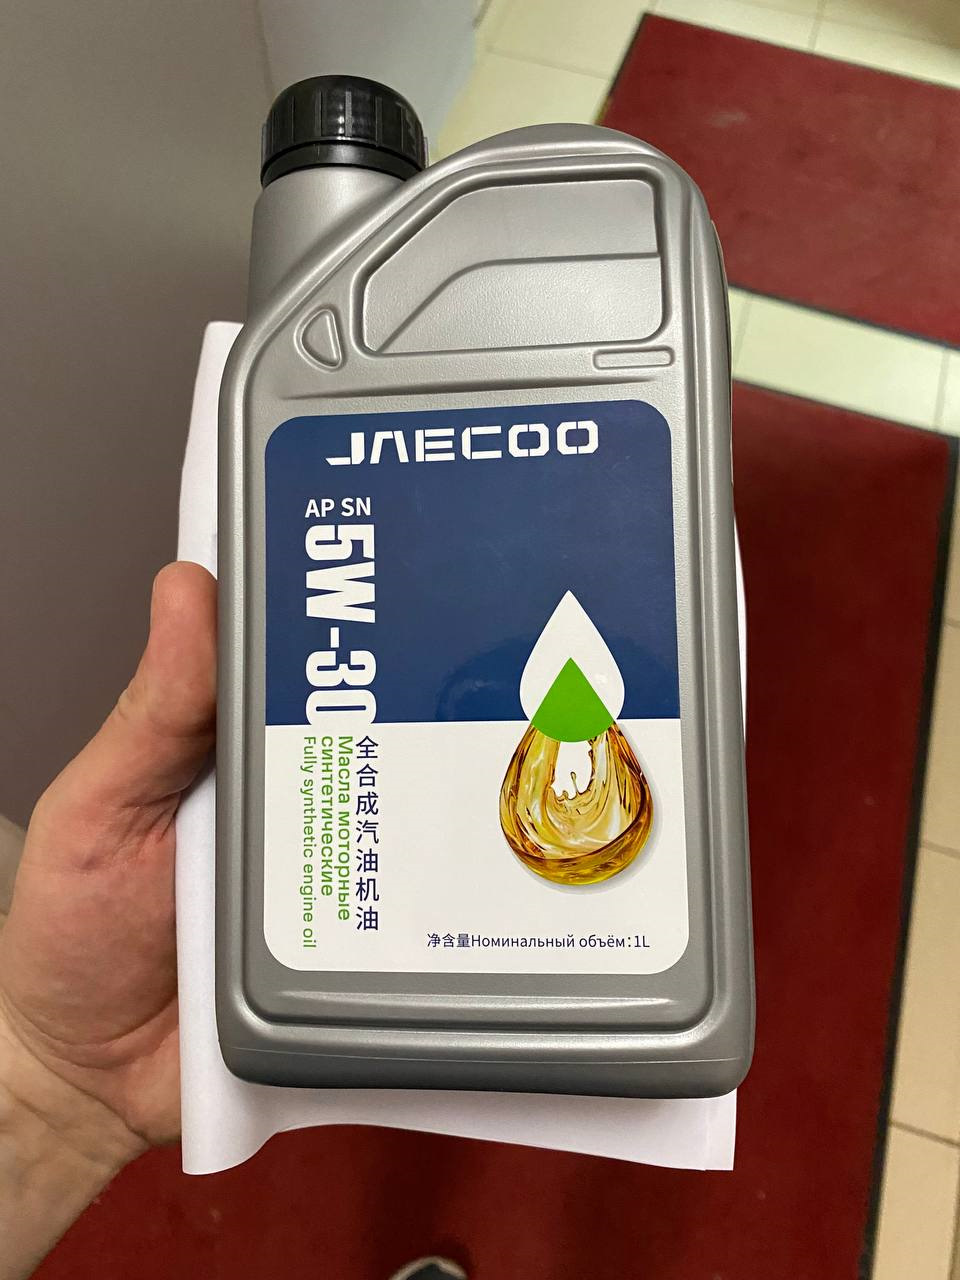 JAECOO
AP SN
5W-30
全合成汽油机油
Масла моторные
синтетические
Fully synthetic engine oil
净含量Номинальный объём:1L